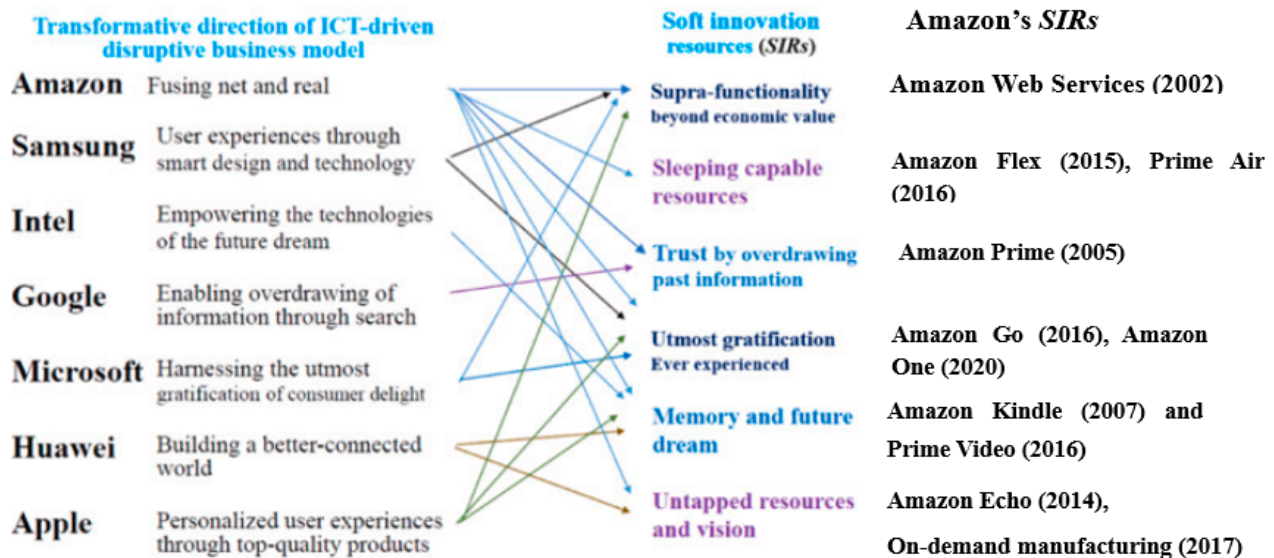 Transformative direction of ICT-driven
disruptive business model
Soft innovation
resources (SIRs)
Amazon's SIRs
Amazon Fusing net and real
Supra-functionality
beyond economic value
Amazon Web Services (2002)
Samsung User experiences through
smart design and technology
Sleeping capable
resources
Amazon Flex (2015), Prime Air
(2016)
Intel Empowering the technologies
of the future dream
Trust by overdrawing
past information
Amazon Prime (2005)
Google Enabling overdrawing of
information through search
Utmost gratification
Ever experienced
Amazon Go (2016), Amazon
One (2020)
Microsoft Harnessing the utmost
gratification of consumer delight
Memory and future
dream
Amazon Kindle (2007) and
Prime Video (2016)
Huawei Building a better-connected
world
Untapped resources
and vision
Amazon Echo (2014),
On-demand manufacturing (2017)
Apple Personalized user experiences
through top-quality products